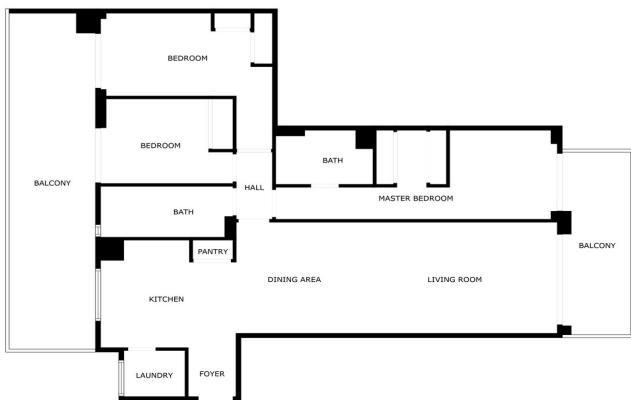 BEDROOM
BEDROOM
BATH
BALCONY
HALL
MASTER BEDROOM
BATH
BALCONY
PANTRY
DINING AREA
LIVING ROOM
KITCHEN
LAUNDRY
FOYER